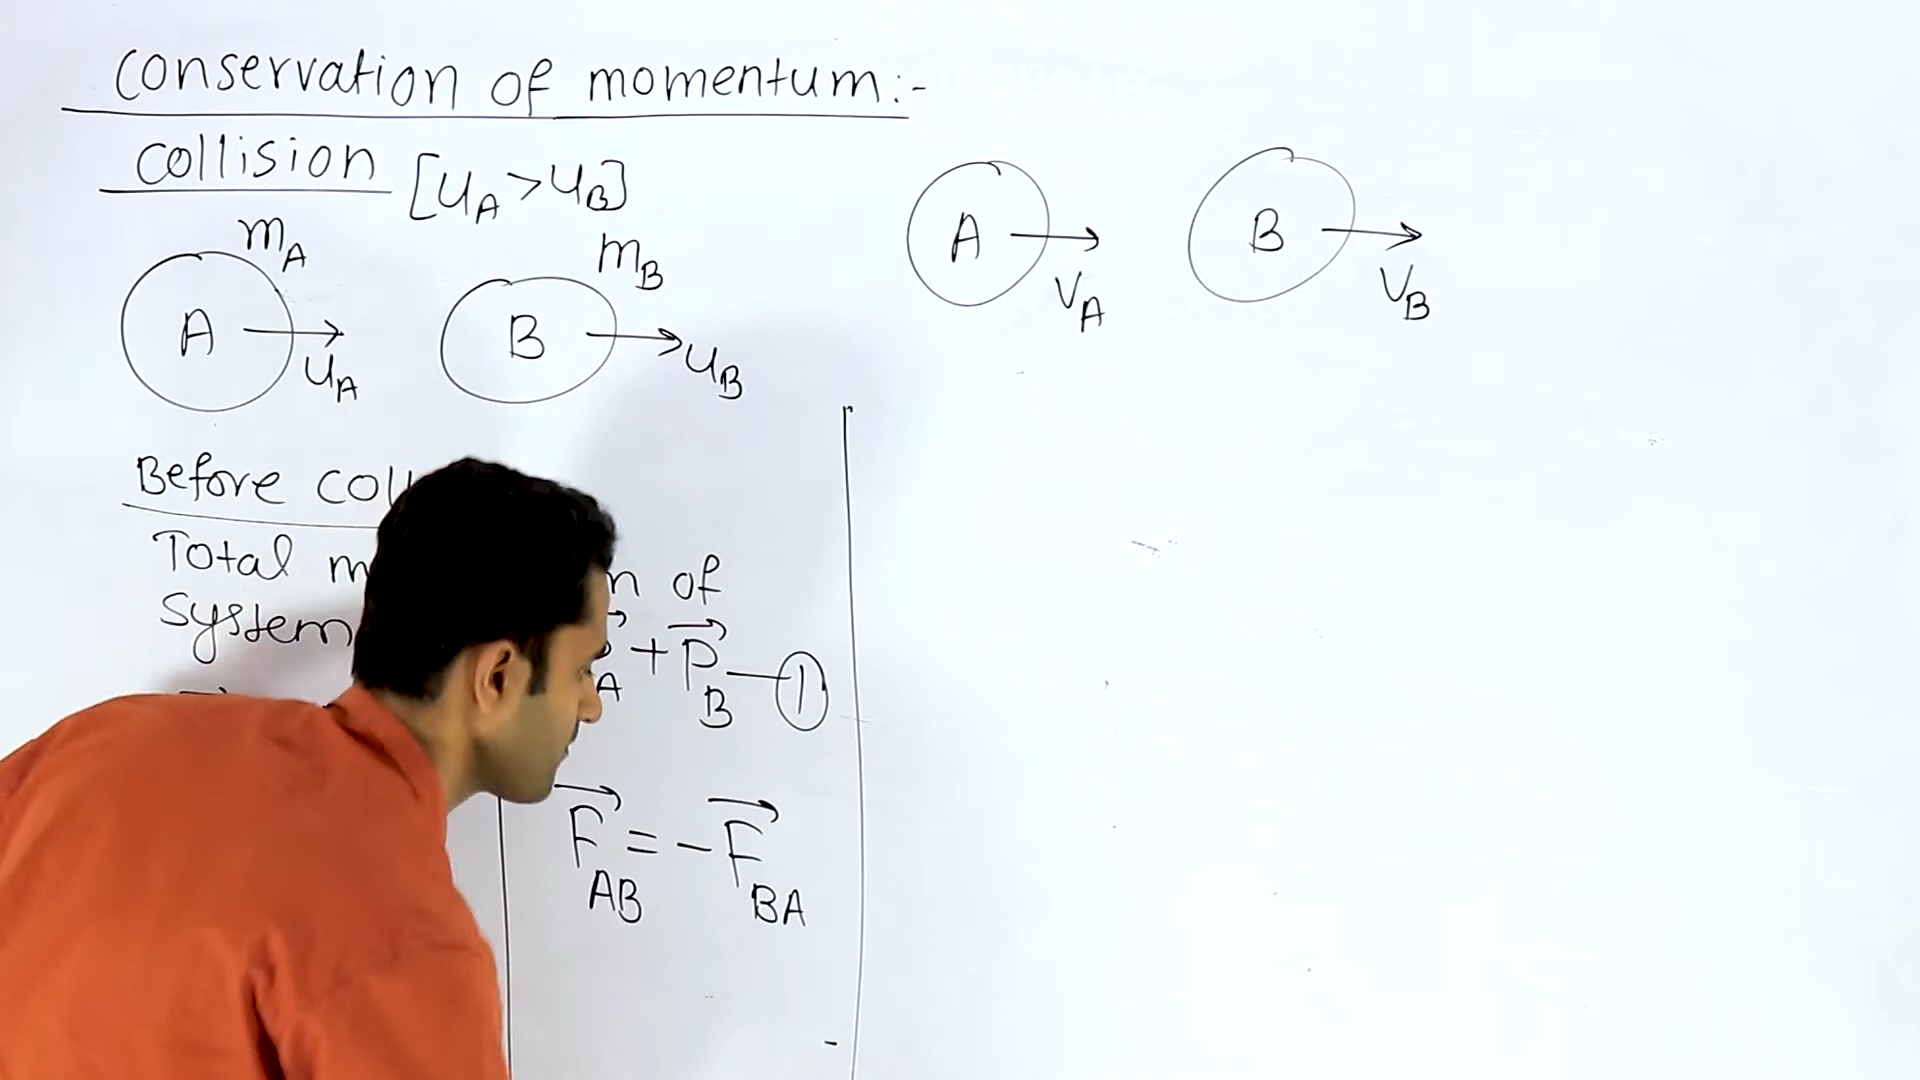 Conservation of momentum:-
Collision [uA > uB]
mA
mB
A
uA
B
uB
A
VA
B
VB
Before
Total
of
System
A + P⃗B — ①
F⃗AB = -F⃗BA